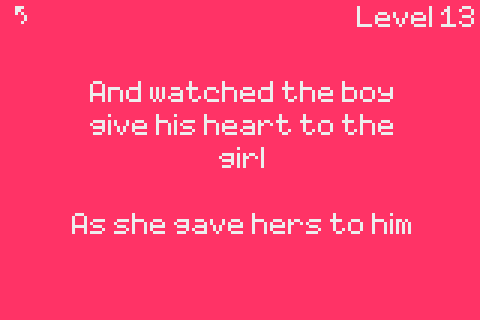 Level 13
And watched the boy
give his heart to the
girl
As she gave hers to him